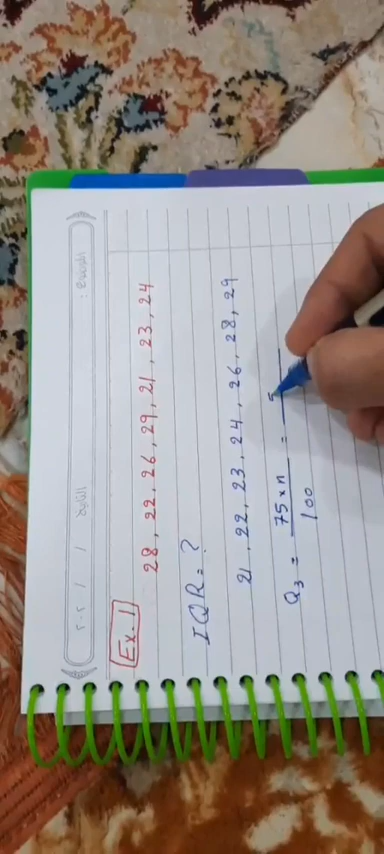 Ex-1
28, 22, 26, 29, 21, 23, 24
IQR = ?
21, 22, 23, 24, 26, 28, 29
Q₃ = 75×n / 100 =